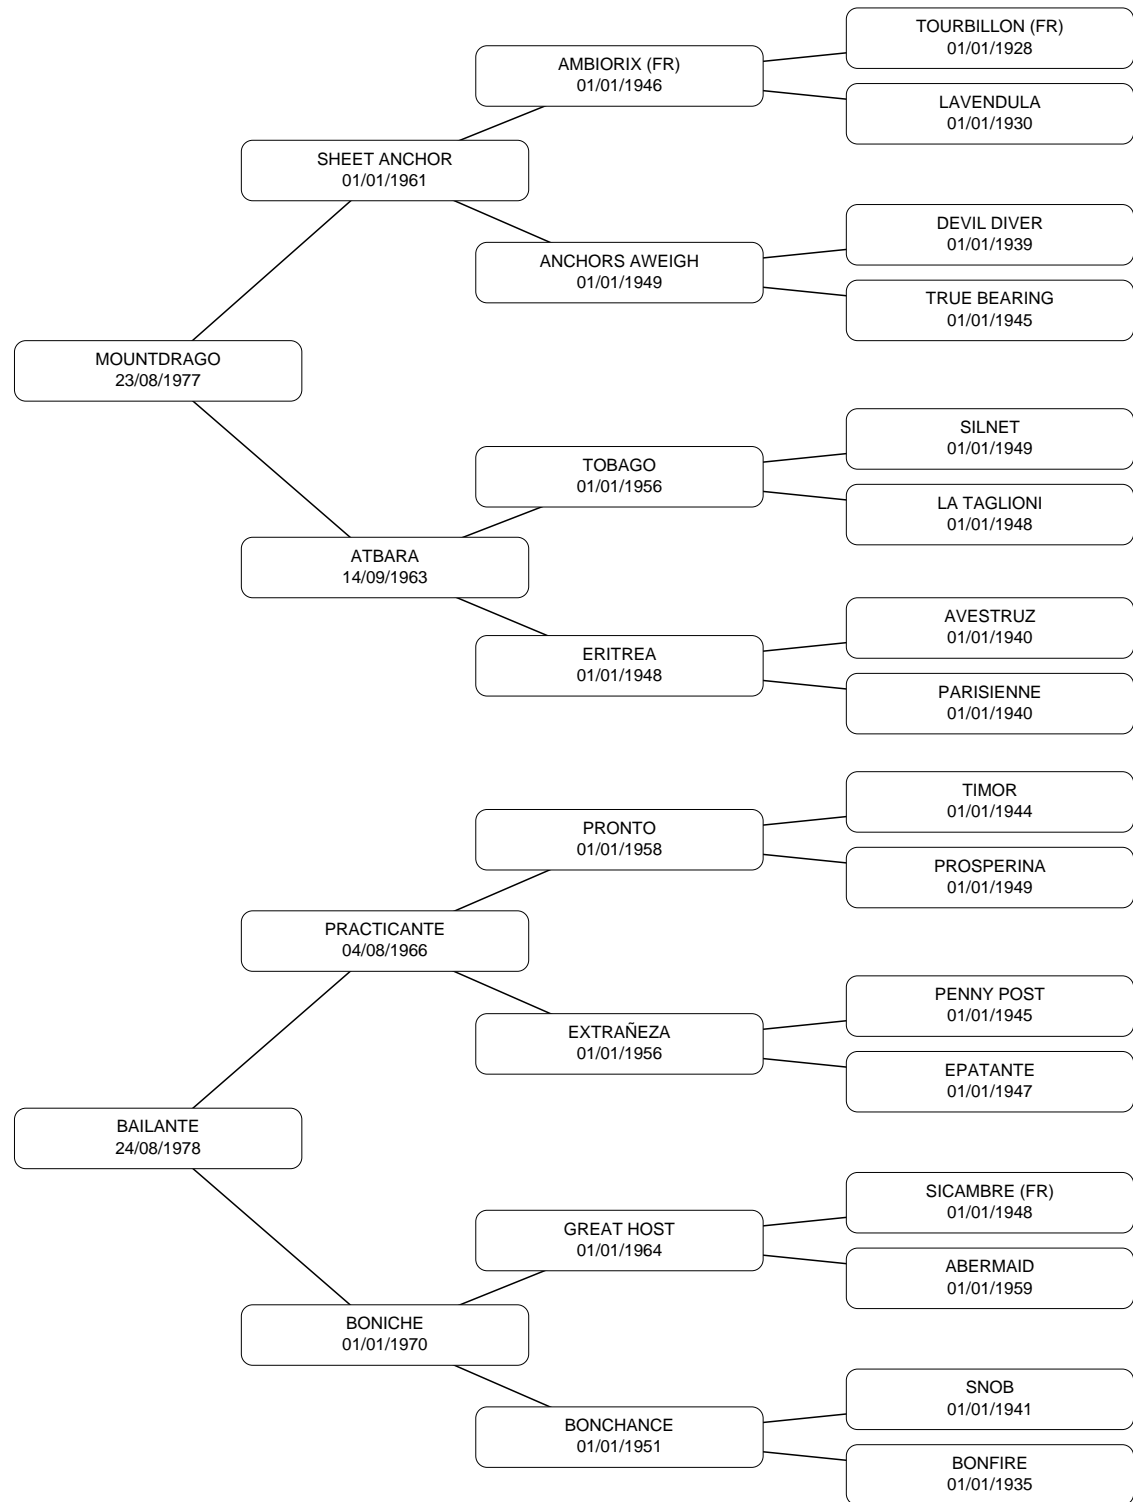 TOURBILLON (FR)
01/01/1928
AMBIORIX (FR)
01/01/1946
LAVENDULA
01/01/1930
SHEET ANCHOR
01/01/1961
DEVIL DIVER
01/01/1939
ANCHORS AWEIGH
01/01/1949
TRUE BEARING
01/01/1945
MOUNTDRAGO
23/08/1977
SILNET
01/01/1949
TOBAGO
01/01/1956
LA TAGLIONI
01/01/1948
ATBARA
14/09/1963
AVESTRUZ
01/01/1940
ERITREA
01/01/1948
PARISIENNE
01/01/1940
TIMOR
01/01/1944
PRONTO
01/01/1958
PROSPERINA
01/01/1949
PRACTICANTE
04/08/1966
PENNY POST
01/01/1945
EXTRAÑEZA
01/01/1956
EPATANTE
01/01/1947
BAILANTE
24/08/1978
SICAMBRE (FR)
01/01/1948
GREAT HOST
01/01/1964
ABERMAID
01/01/1959
BONICHE
01/01/1970
SNOB
01/01/1941
BONCHANCE
01/01/1951
BONFIRE
01/01/1935